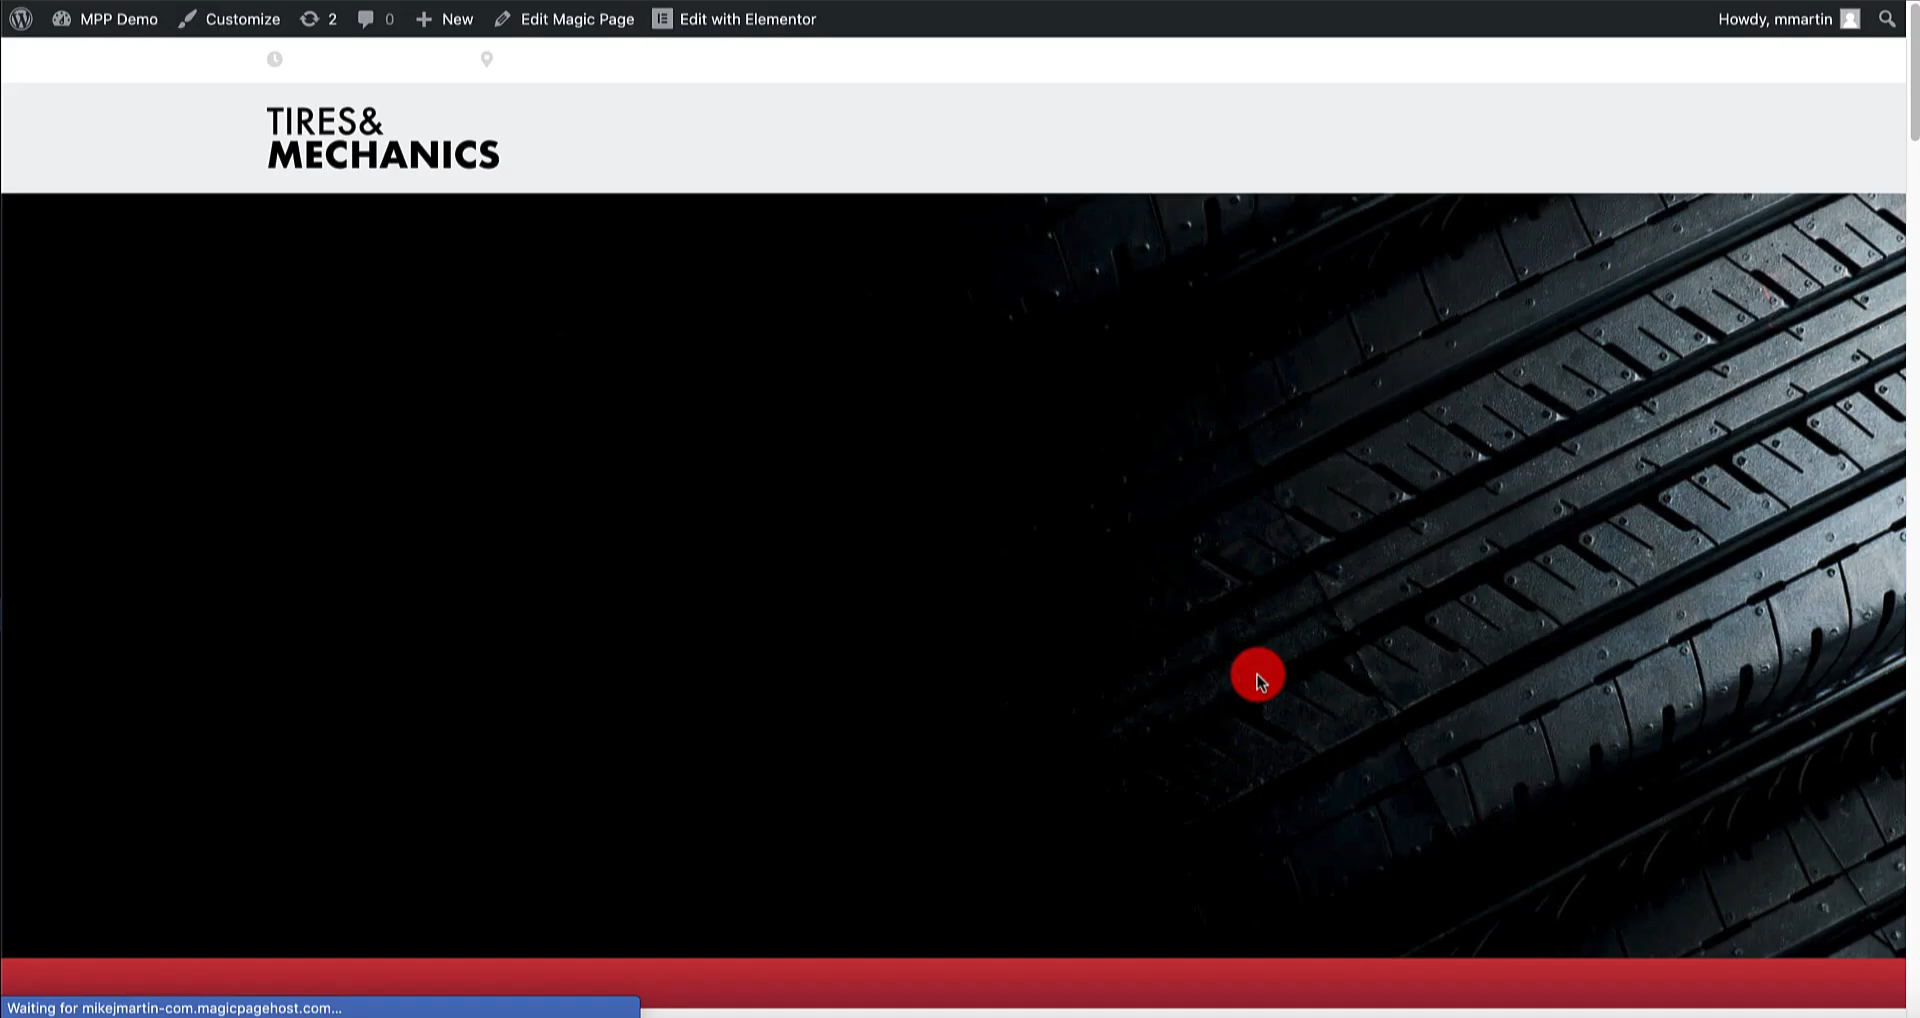 MPP Demo Customize 2 0 New Edit Magic Page Edit with Elementor Howdy, mmartin
TIRES&
MECHANICS
Waiting for mikejmartin-com.magicpagehost.com...